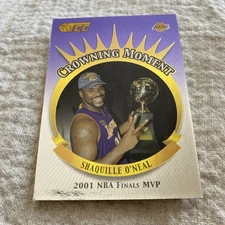 CROWNING MOMENT
SHAQUILLE O'NEAL
2001 NBA FINALS MVP